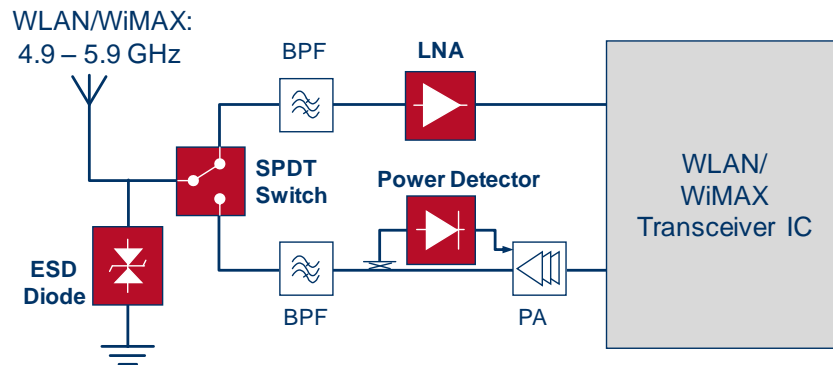 WLAN/WiMAX:
4.9 – 5.9 GHz
BPF
LNA
SPDT
Switch
Power Detector
WLAN/
WiMAX
Transceiver IC
ESD
Diode
BPF
PA